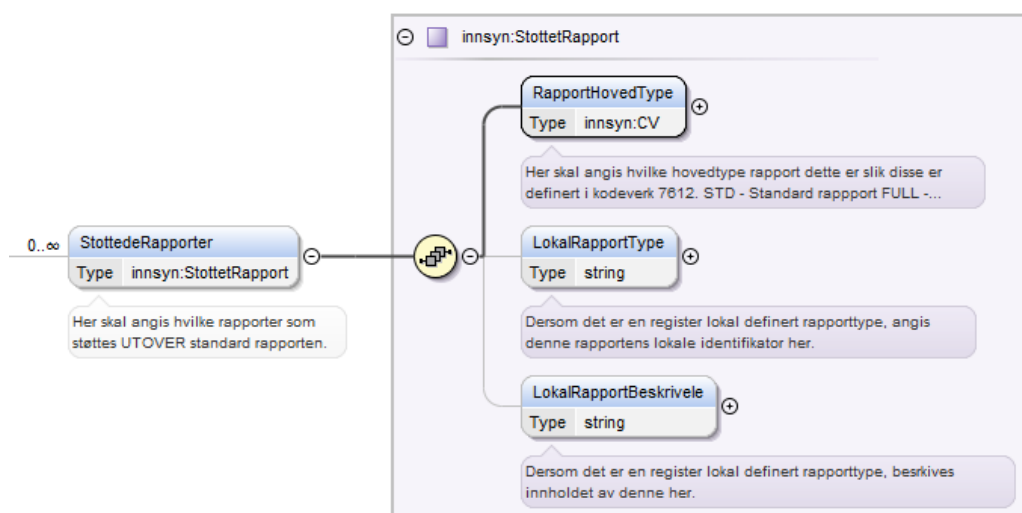 innsyn:StottetRapport
RapportHovedType
Type innsyn:CV
Her skal angis hvilke hovedtype rapport dette er slik disse er
definert i kodeverk 7612. STD - Standard rappport FULL -...
0..∞
StottedeRapporter
Type innsyn:StottetRapport
Her skal angis hvilke rapporter som
støttes UTOVER standard rapporten.
LokalRapportType
Type string
Dersom det er en register lokal definert rapporttype, angis
denne rapportens lokale identifikator her.
LokalRapportBeskrivele
Type string
Dersom det er en register lokal definert rapporttype, besrkives
innholdet av denne her.